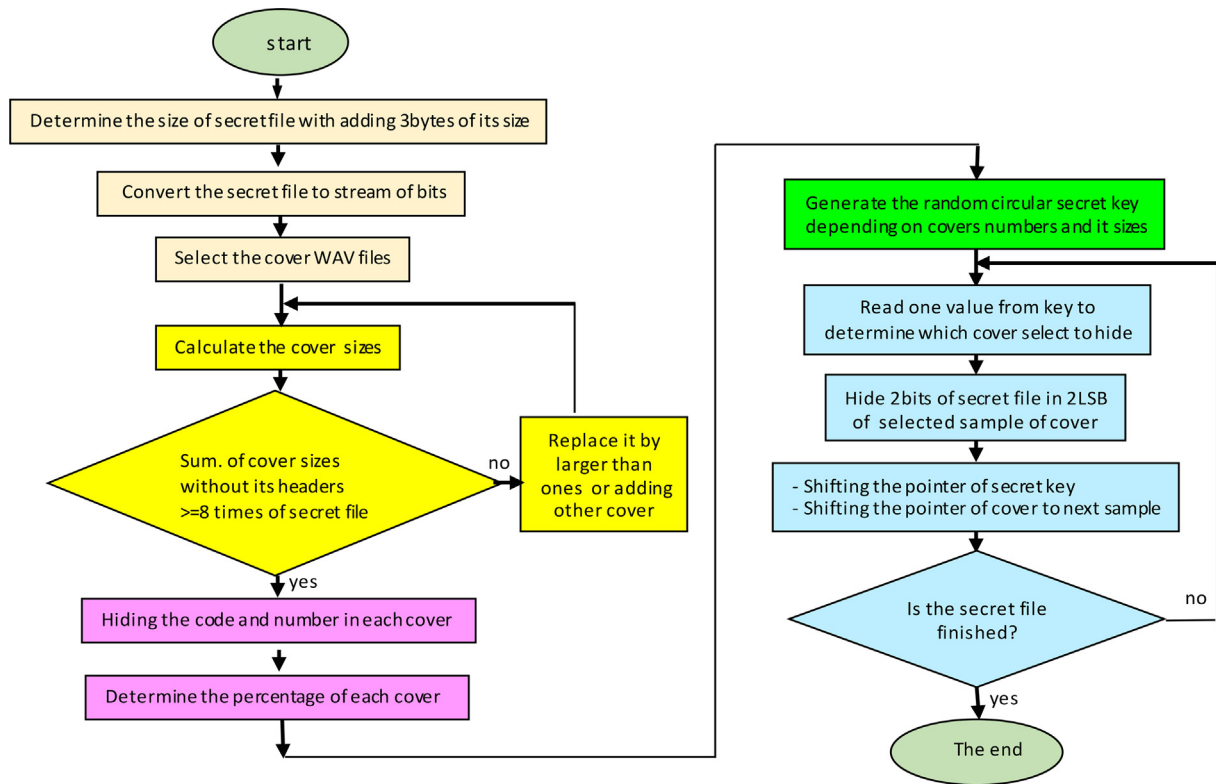 start
Determine the size of secret file with adding 3bytes of its size
Convert the secret file to stream of bits
Select the cover WAV files
Calculate the cover sizes
Sum. of cover sizes
without its headers
>=8 times of secret file
no
Replace it by
larger than
ones or adding
other cover
yes
Hiding the code and number in each cover
Determine the percentage of each cover
Generate the random circular secret key
depending on covers numbers and it sizes
Read one value from key to
determine which cover select to hide
Hide 2bits of secret file in 2LSB
of selected sample of cover
- Shifting the pointer of secret key
- Shifting the pointer of cover to next sample
Is the secret file
finished?
no
yes
The end